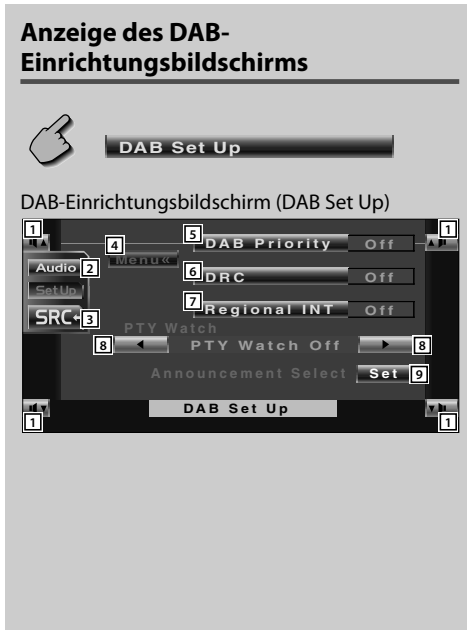 Anzeige des DAB-
Einrichtungsbildschirms
DAB Set Up
DAB-Einrichtungsbildschirm (DAB Set Up)
1
1
5 DAB Priority Off
4 Menu«
Audio 2
6 DRC Off
SetUp
7 Regional INT Off
SRC 3
PTY Watch
8 ◄ PTY Watch Off ► 8
Announcement Select Set 9
DAB Set Up
1
1